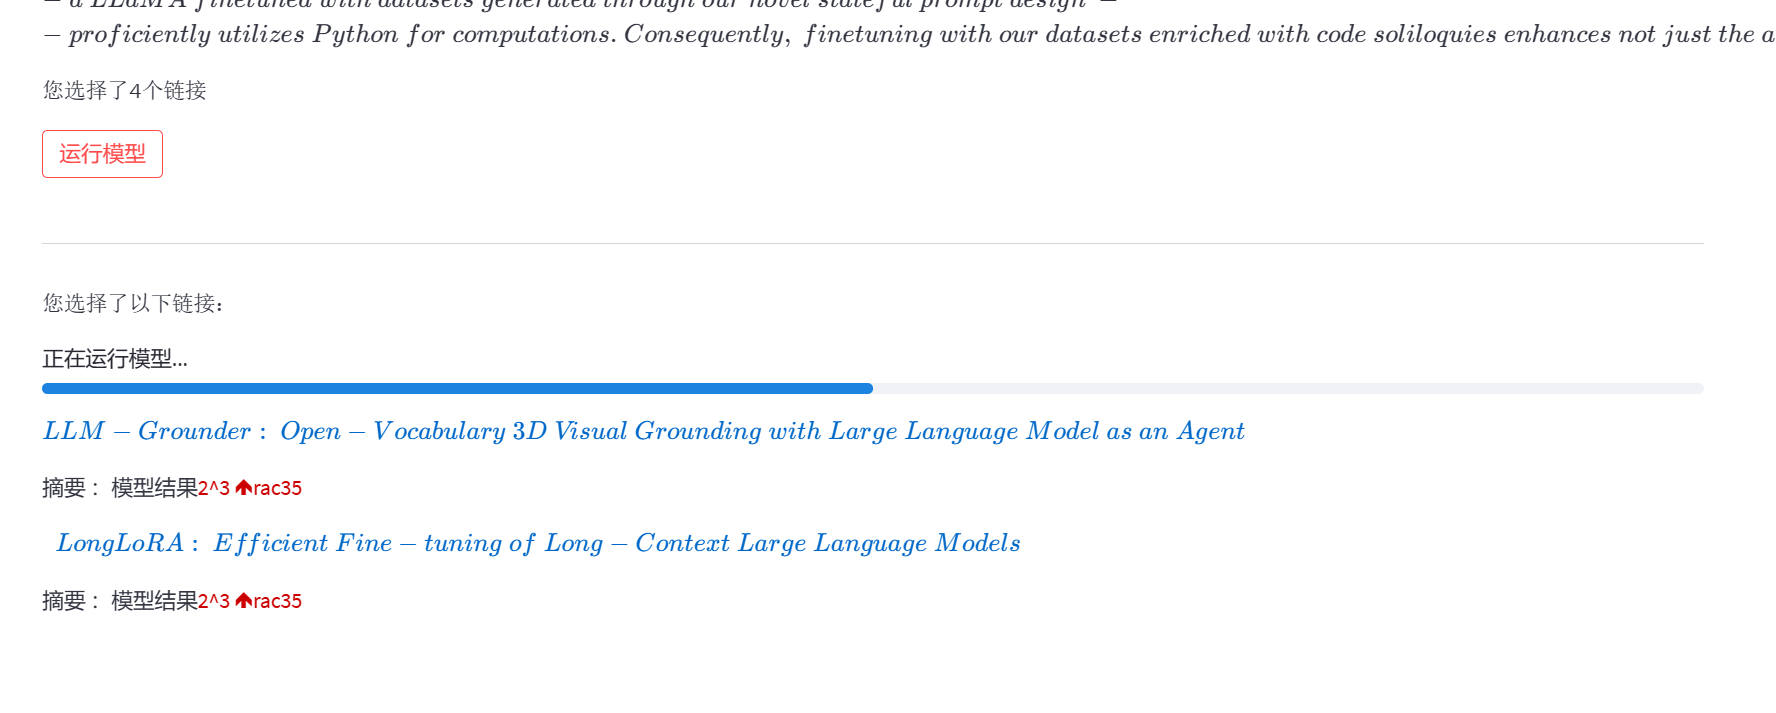 - a LLaMA finetuned with datasets generated through our novel stateful prompt design -
- proficiently utilizes Python for computations. Consequently, finetuning with our datasets enriched with code soliloquies enhances not just the a
您选择了4个链接
运行模型
您选择了以下链接：
正在运行模型...
LLM - Grounder : Open - Vocabulary 3D Visual Grounding with Large Language Model as an Agent
摘要： 模型结果2^3 rac35
LongLoRA : Efficient Fine - tuning of Long - Context Large Language Models
摘要： 模型结果2^3 rac35